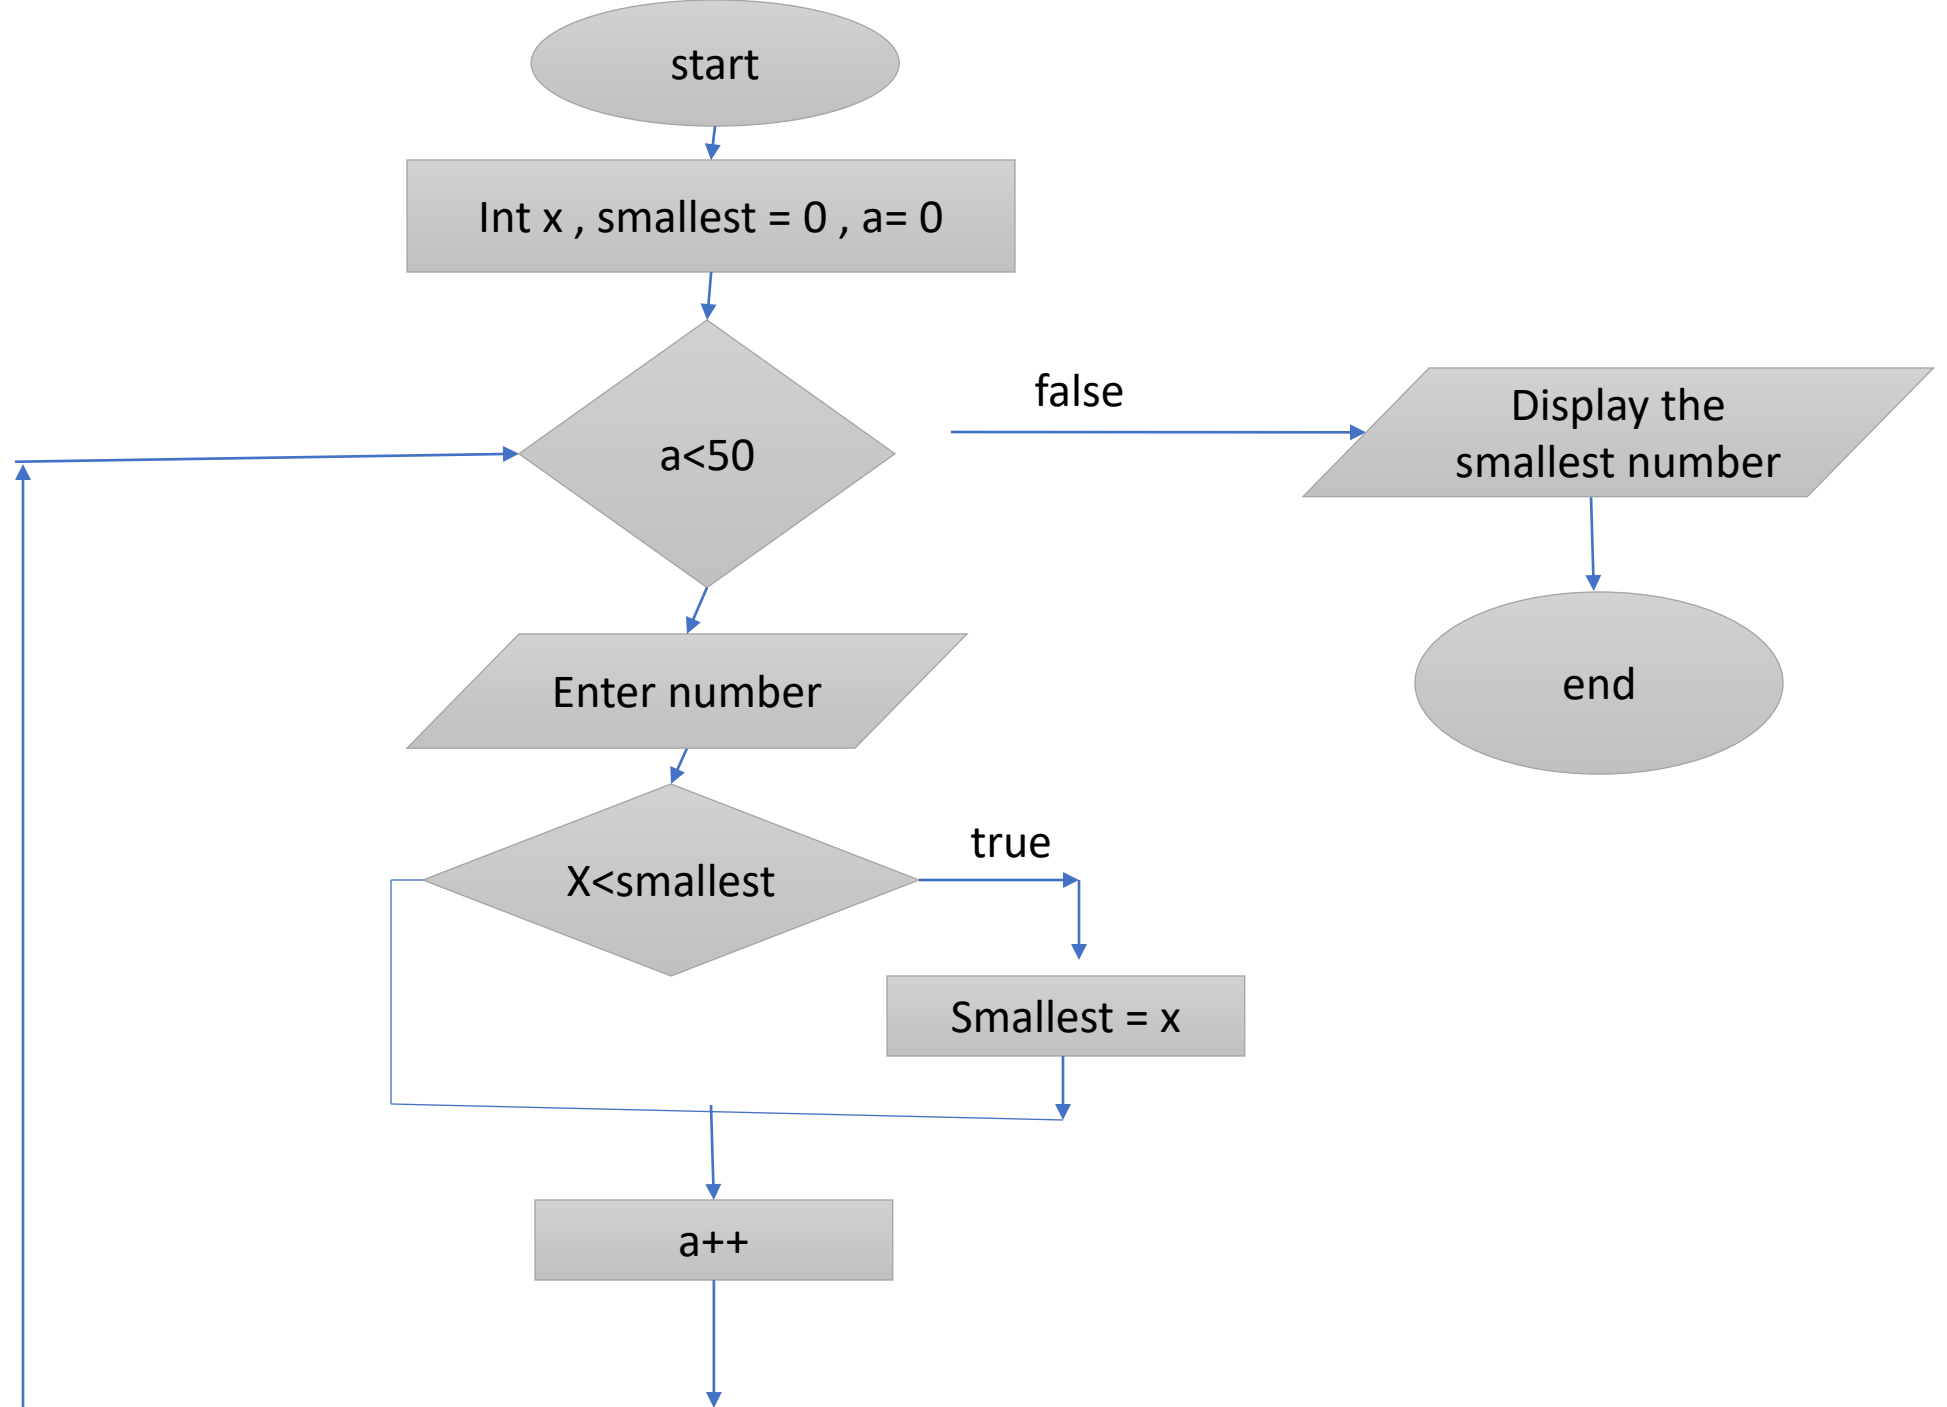 start
Int x , smallest = 0 , a= 0
a<50
false
Display the
smallest number
end
Enter number
X<smallest
true
Smallest = x
a++